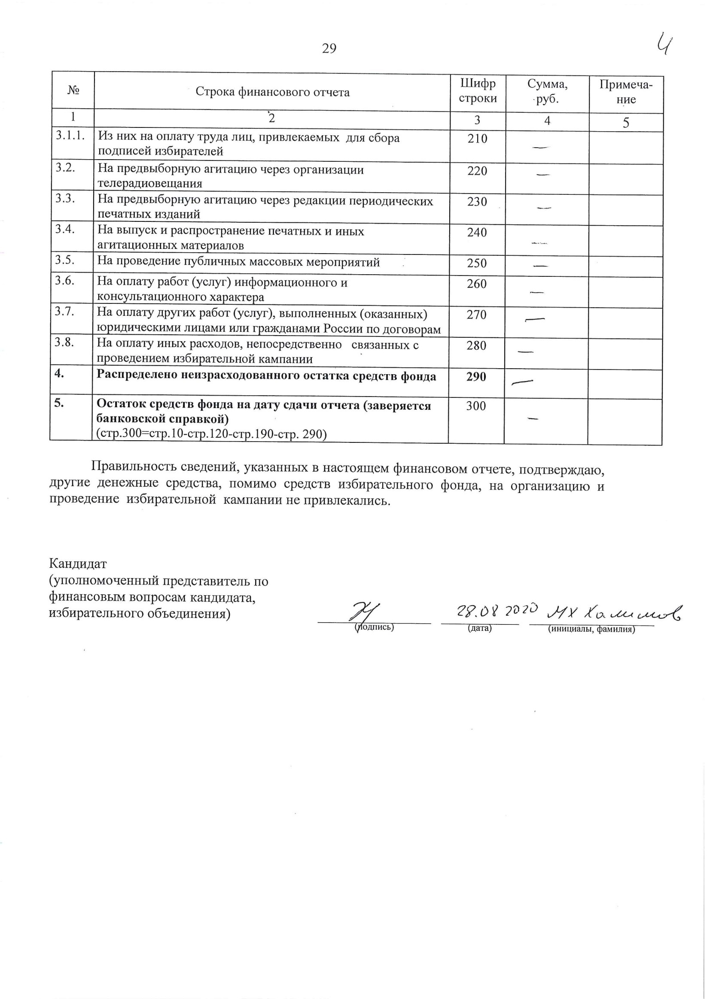 29
4
№ Строка финансового отчета Шифр строки Сумма, руб. Примеча-ние
1 2 3 4 5
3.1.1. Из них на оплату труда лиц, привлекаемых для сбора 210 —
подписей избирателей
3.2. На предвыборную агитацию через организации 220 —
телерадиовещания
3.3. На предвыборную агитацию через редакции периодических 230 —
печатных изданий
3.4. На выпуск и распространение печатных и иных 240 —
агитационных материалов
3.5. На проведение публичных массовых мероприятий 250 —
3.6. На оплату работ (услуг) информационного и 260 —
консультационного характера
3.7. На оплату других работ (услуг), выполненных (оказанных) 270 —
юридическими лицами или гражданами России по договорам
3.8. На оплату иных расходов, непосредственно связанных с 280 —
проведением избирательной кампании
4. Распределено неизрасходованного остатка средств фонда 290 —
5. Остаток средств фонда на дату сдачи отчета (заверяется 300 —
банковской справкой)
(стр.300=стр.10-стр.120-стр.190-стр. 290)
Правильность сведений, указанных в настоящем финансовом отчете, подтверждаю,
другие денежные средства, помимо средств избирательного фонда, на организацию и
проведение избирательной кампании не привлекались.
Кандидат
(уполномоченный представитель по
финансовым вопросам кандидата,
избирательного объединения)
28.08 2020 МХ Халимов
(подпись) (дата) (инициалы, фамилия)